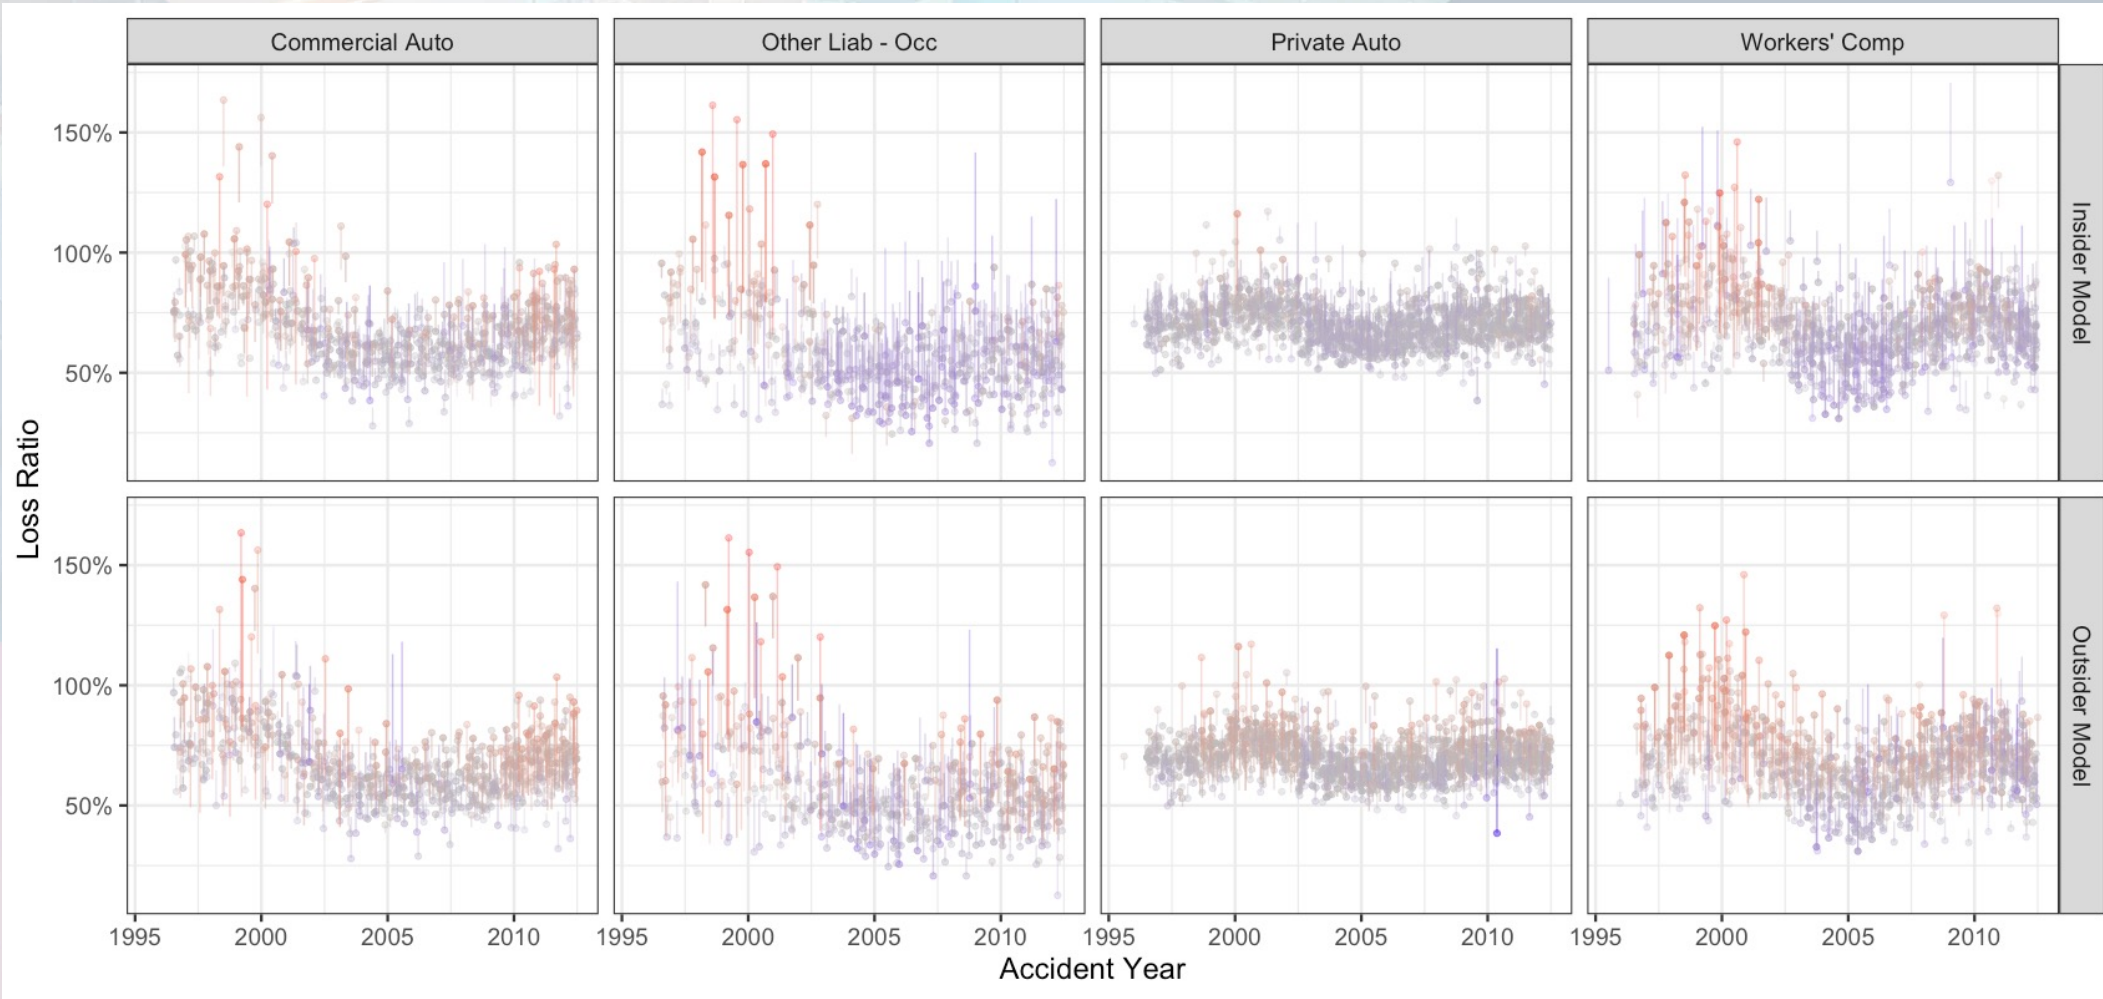 Commercial Auto
Other Liab - Occ
Private Auto
Workers' Comp
150%
100%
50%
Insider Model
Loss Ratio
150%
100%
50%
Outsider Model
1995 2000 2005 2010
1995 2000 2005 2010
1995 2000 2005 2010
1995 2000 2005 2010
Accident Year